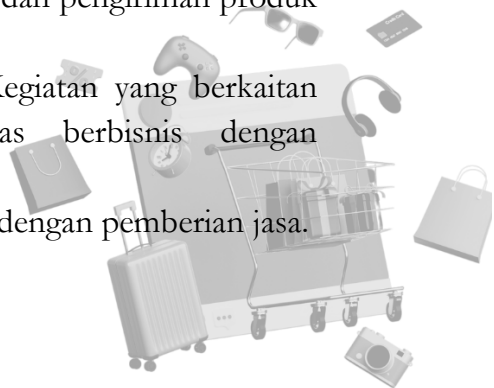 dan pengiriman produk
Kegiatan yang berkaitan
as berbisnis dengan
dengan pemberian jasa.